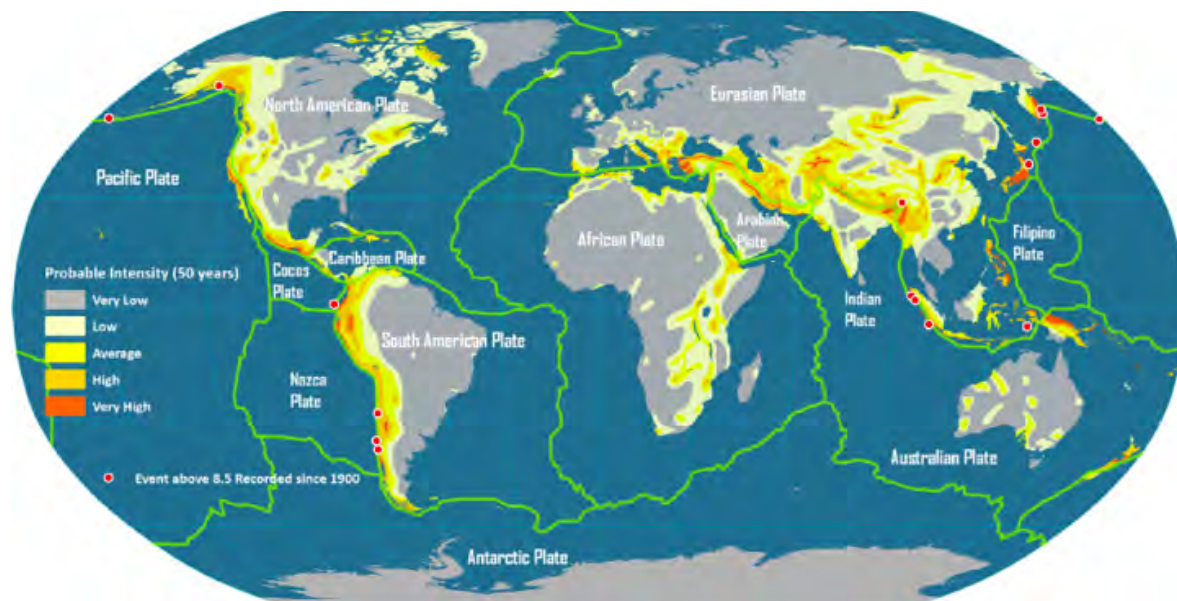 North American Plate
Eurasian Plate
Pacific Plate
African Plate
Arabian
Plate
Filipino
Plate
Caribbean Plate
Cocos
Plate
Indian
Plate
South American Plate
Nazca
Plate
Australian Plate
Antarctic Plate
Probable Intensity (50 years)
Very Low
Low
Average
High
Very High
Event above 8.5 Recorded since 1900